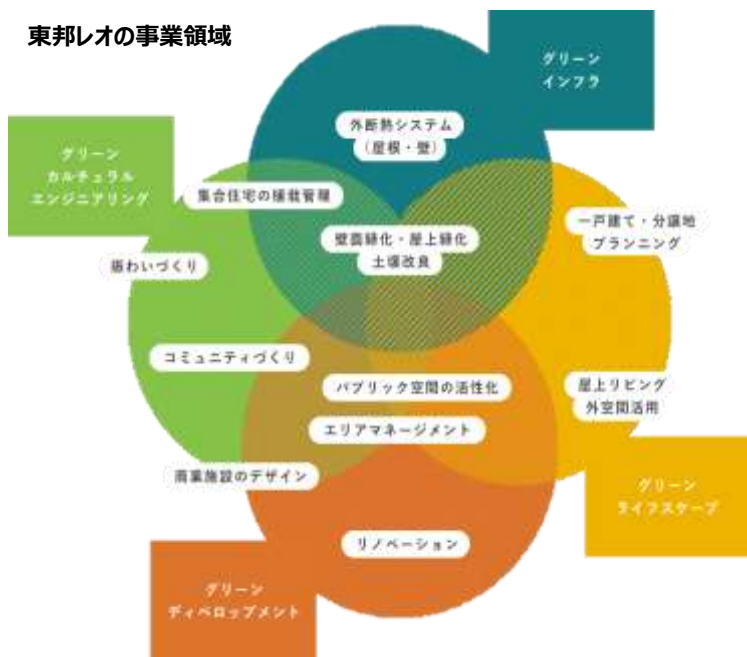 東邦レオの事業領域
グリーン
インフラ
外断熱システム
(屋根・壁)
グリーン
カルチュラル
エンジニアリング
集合住宅の植栽管理
一戸建て・分譲地
プランニング
壁面緑化・屋上緑化
土壌改良
賑わいづくり
コミュニティづくり
パブリック空間の活性化
屋上リビング
外空間活用
エリアマネージメント
商業施設のデザイン
グリーン
ライフスケープ
リノベーション
グリーン
ディベロップメント